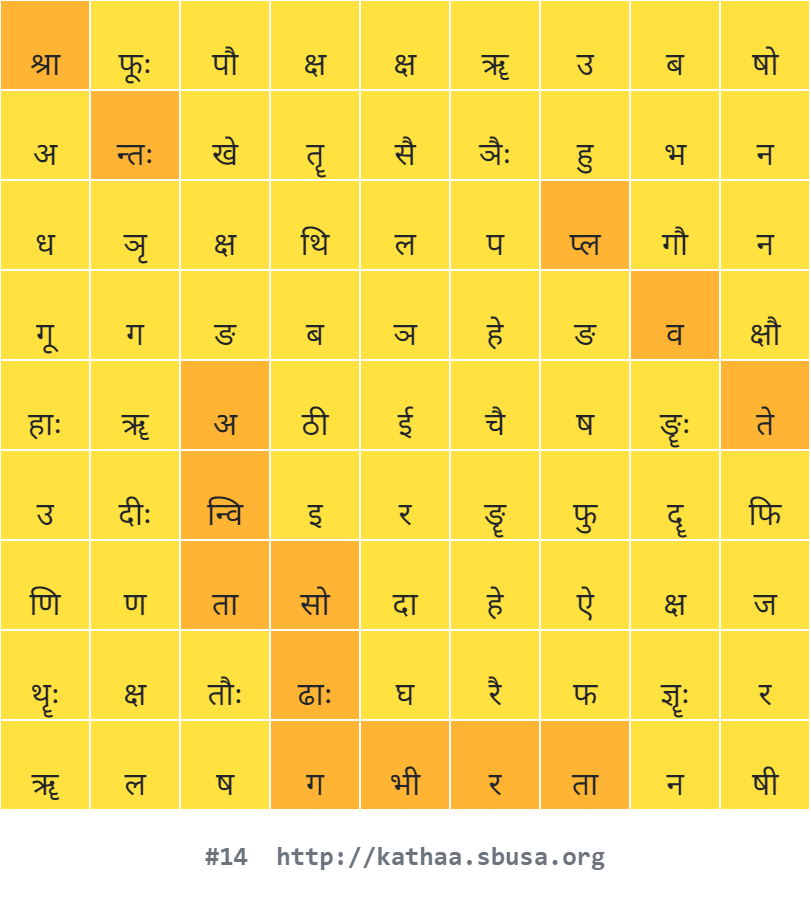 श्रा फूः पौ क्ष क्ष ॠ उ ब षो
अ न्तः खे तॄ सै ञैः हु भ न
ध ञृ क्ष थि ल प प्ल गौ न
गू ग ङ ब ञ हे ङ व क्षौ
हाः ॠ अ ठी ई चै ष ङॄः ते
उ दीः न्वि इ र ङॄ फु दॄ फि
णि ण ता सो दा हे ऐ क्ष ज
थॄः क्ष तौः ढाः घ रै फ ज्ञॄः र
ॠ ल ष ग भी र ता न षी
#14 http://kathaa.sbusa.org